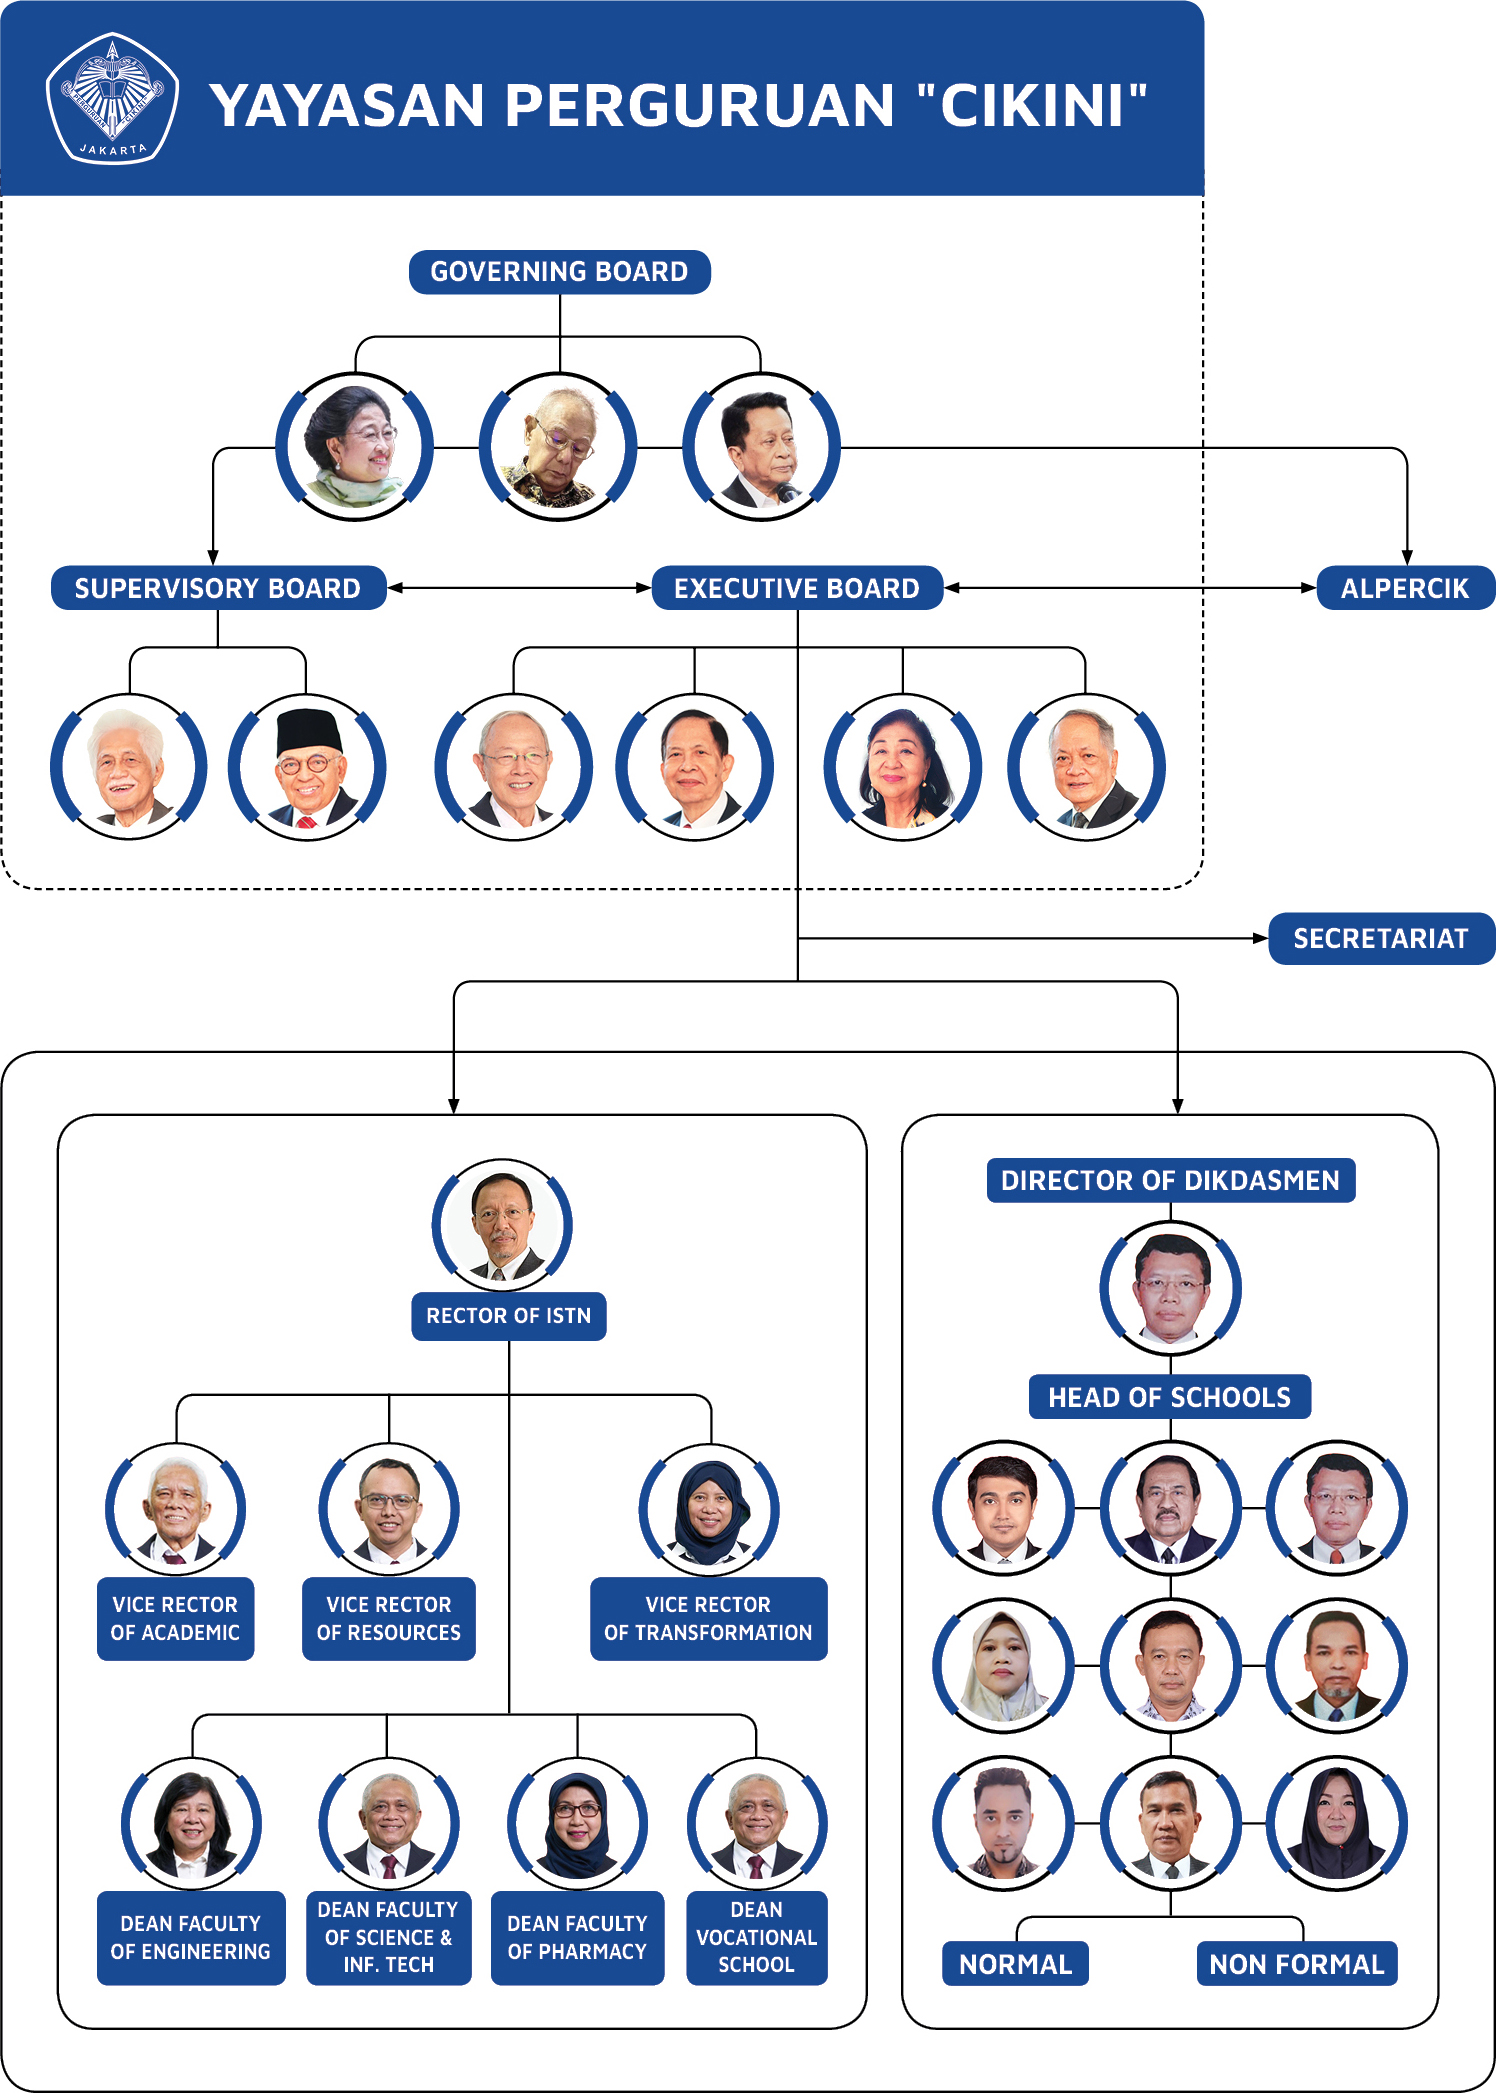 PERGURUAN "CIKINI"
JAKARTA
YAYASAN PERGURUAN "CIKINI"
GOVERNING BOARD
SUPERVISORY BOARD
EXECUTIVE BOARD
ALPERCIK
SECRETARIAT
RECTOR OF ISTN
VICE RECTOR
OF ACADEMIC
VICE RECTOR
OF RESOURCES
VICE RECTOR
OF TRANSFORMATION
DEAN FACULTY
OF ENGINEERING
DEAN FACULTY
OF SCIENCE &
INF. TECH
DEAN FACULTY
OF PHARMACY
DEAN
VOCATIONAL
SCHOOL
DIRECTOR OF DIKDASMEN
HEAD OF SCHOOLS
NORMAL
NON FORMAL